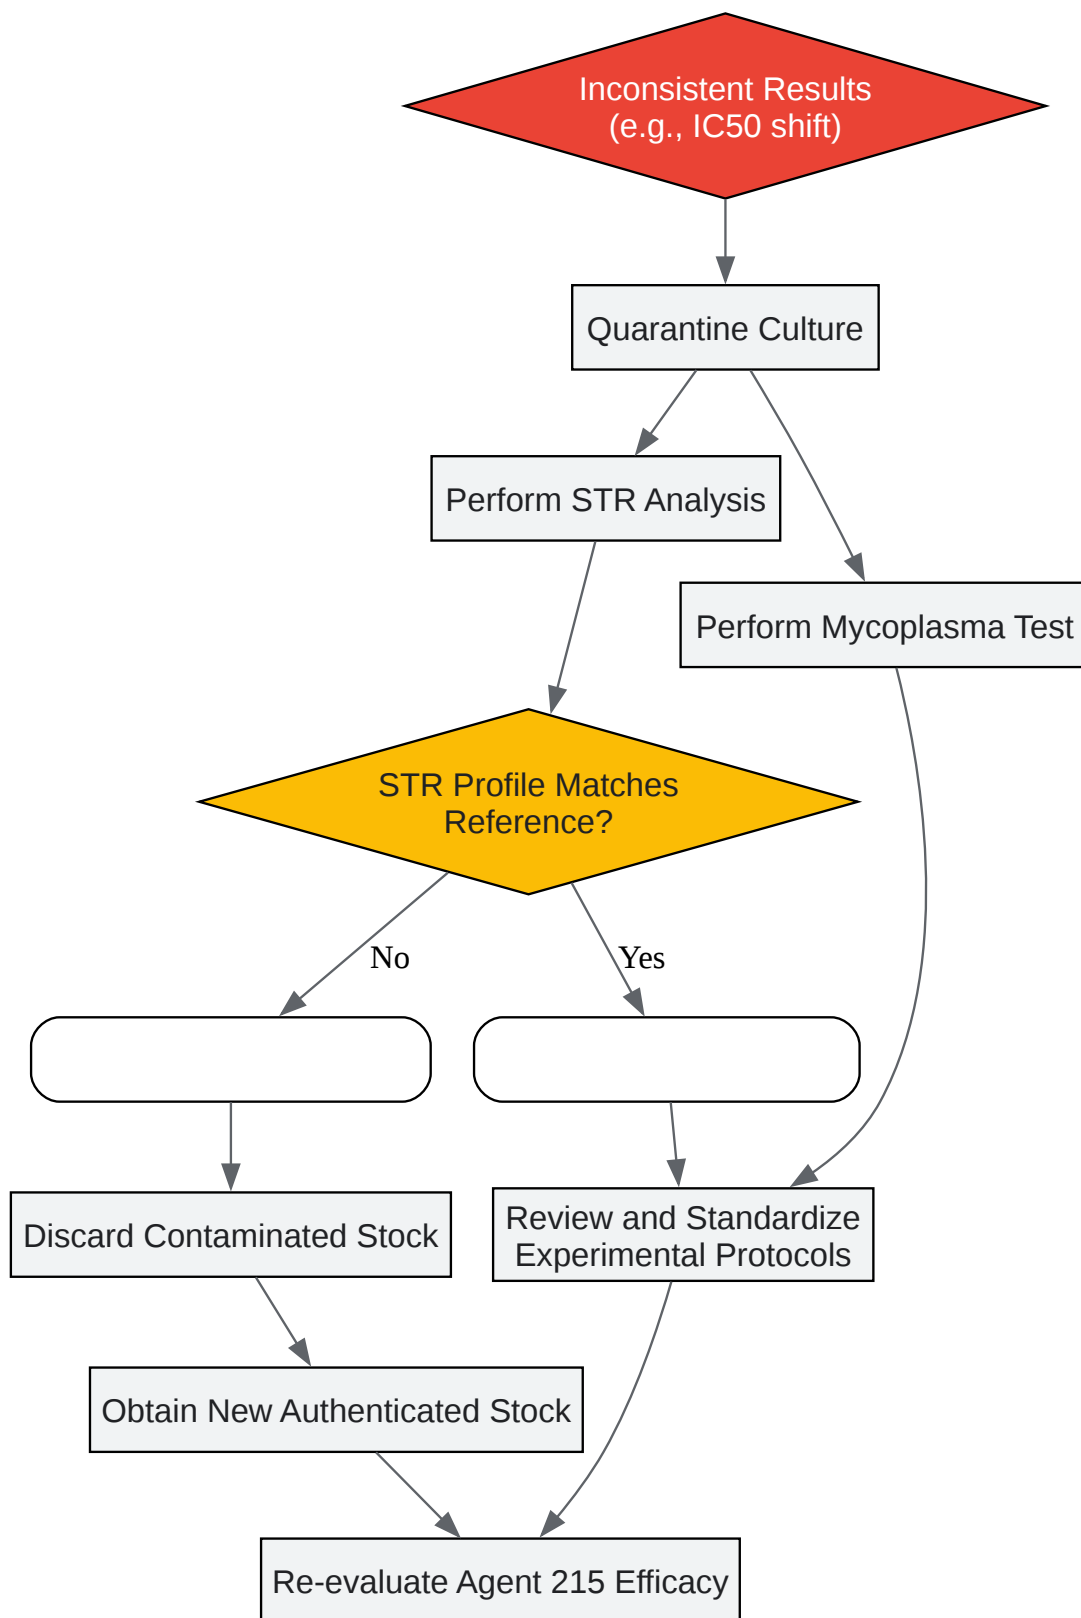 Inconsistent Results
(e.g., IC50 shift)
Quarantine Culture
Perform STR Analysis
Perform Mycoplasma Test
STR Profile Matches
Reference?
No
Yes
Discard Contaminated Stock
Review and Standardize
Experimental Protocols
Obtain New Authenticated Stock
Re-evaluate Agent 215 Efficacy